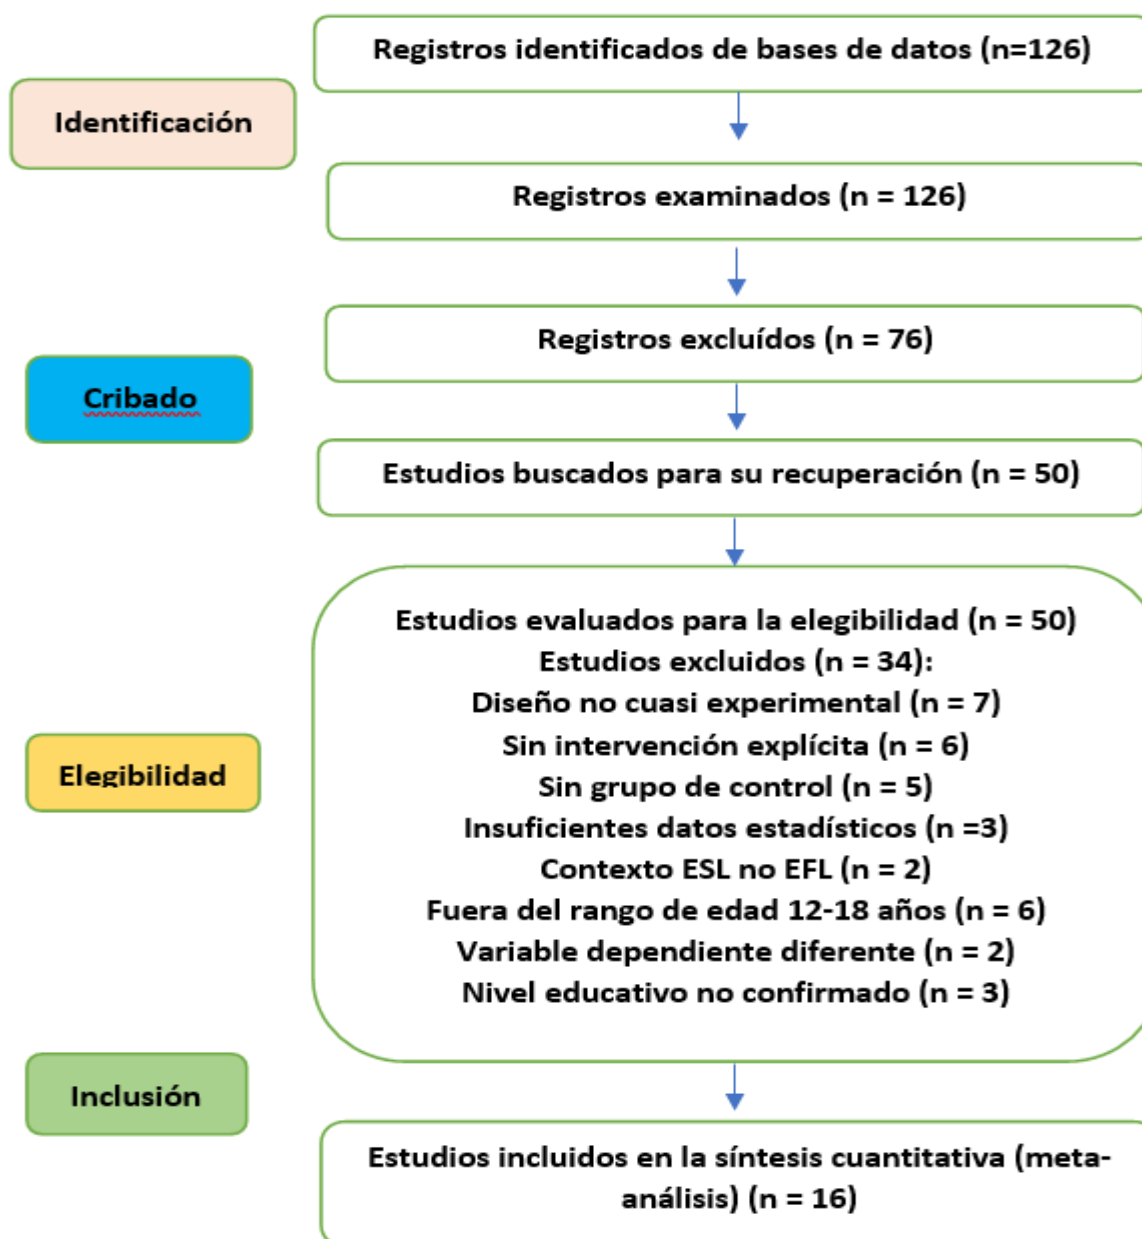 Registros identificados de bases de datos (n=126)
Identificación
Registros examinados (n = 126)
Registros excluídos (n = 76)
Cribado
Estudios buscados para su recuperación (n = 50)
Estudios evaluados para la elegibilidad (n = 50)
Estudios excluidos (n = 34):
Diseño no cuasi experimental (n = 7)
Sin intervención explícita (n = 6)
Elegibilidad
Sin grupo de control (n = 5)
Insuficientes datos estadísticos (n =3)
Contexto ESL no EFL (n = 2)
Fuera del rango de edad 12-18 años (n = 6)
Variable dependiente diferente (n = 2)
Nivel educativo no confirmado (n = 3)
Inclusión
Estudios incluidos en la síntesis cuantitativa (meta-
análisis) (n = 16)